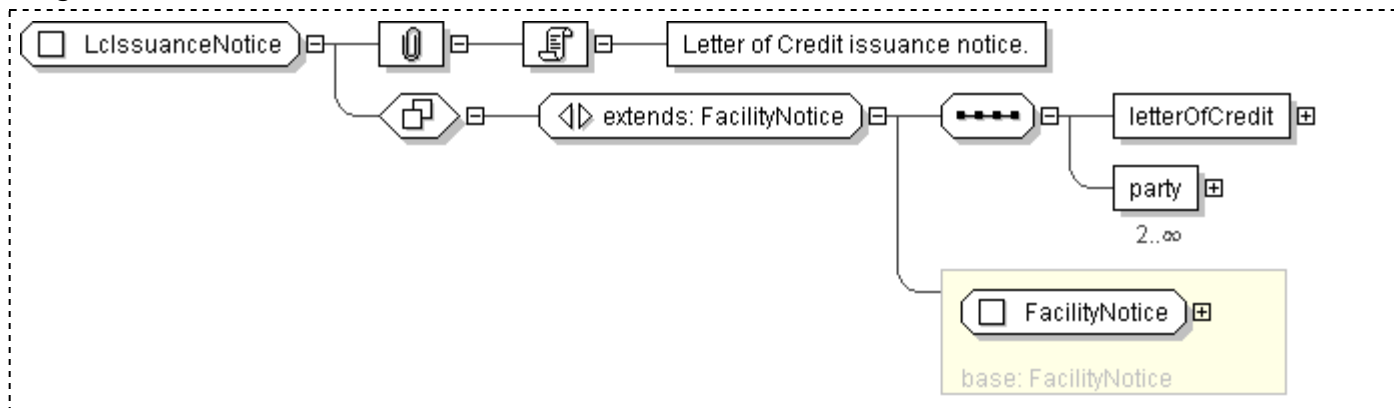 LcIssuanceNotice
Letter of Credit issuance notice.
extends: FacilityNotice
letterOfCredit
party
2..∞
FacilityNotice
base: FacilityNotice